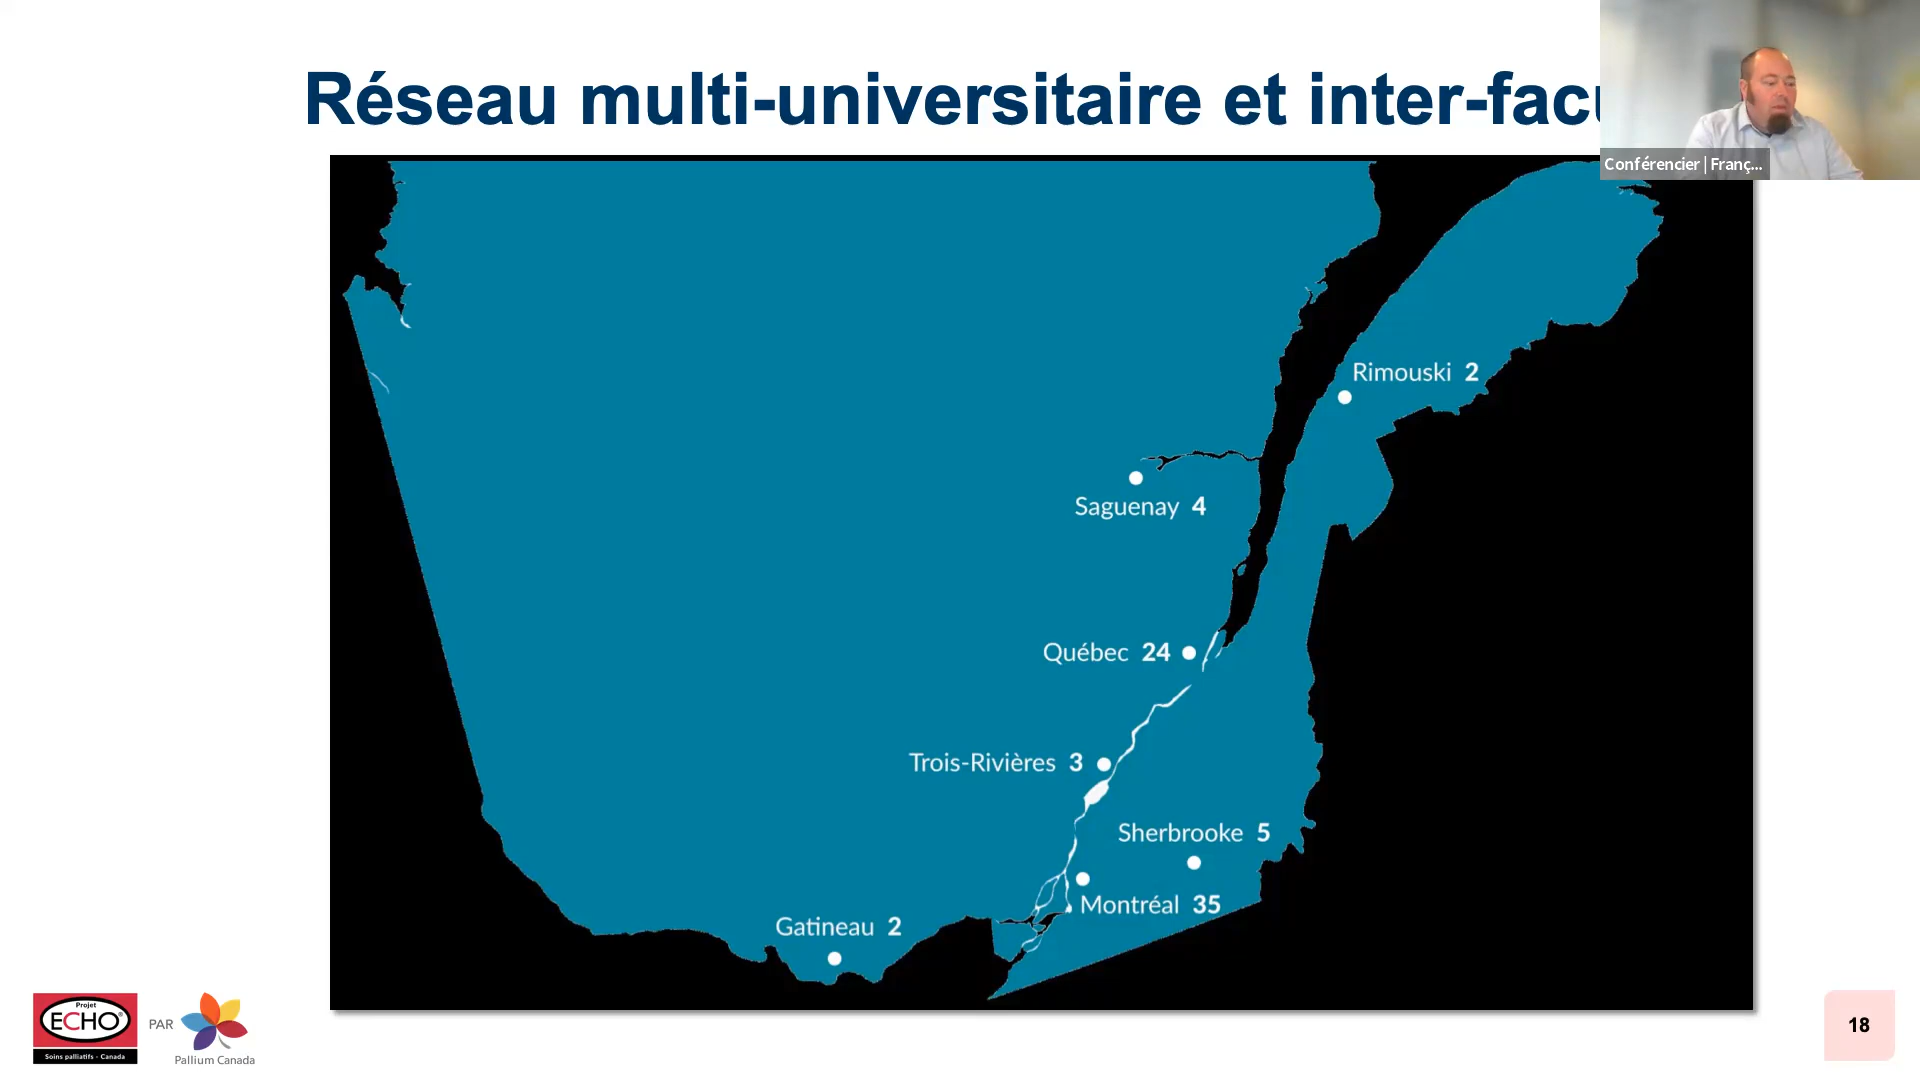 Réseau multi-universitaire et inter-facu
Conférencier | Franç...
Rimouski 2
Saguenay 4
Québec 24
Trois-Rivières 3
Sherbrooke 5
Montréal 35
Gatineau 2
Projet
ECHO®
Soins palliatifs - Canada
PAR
Pallium Canada
18